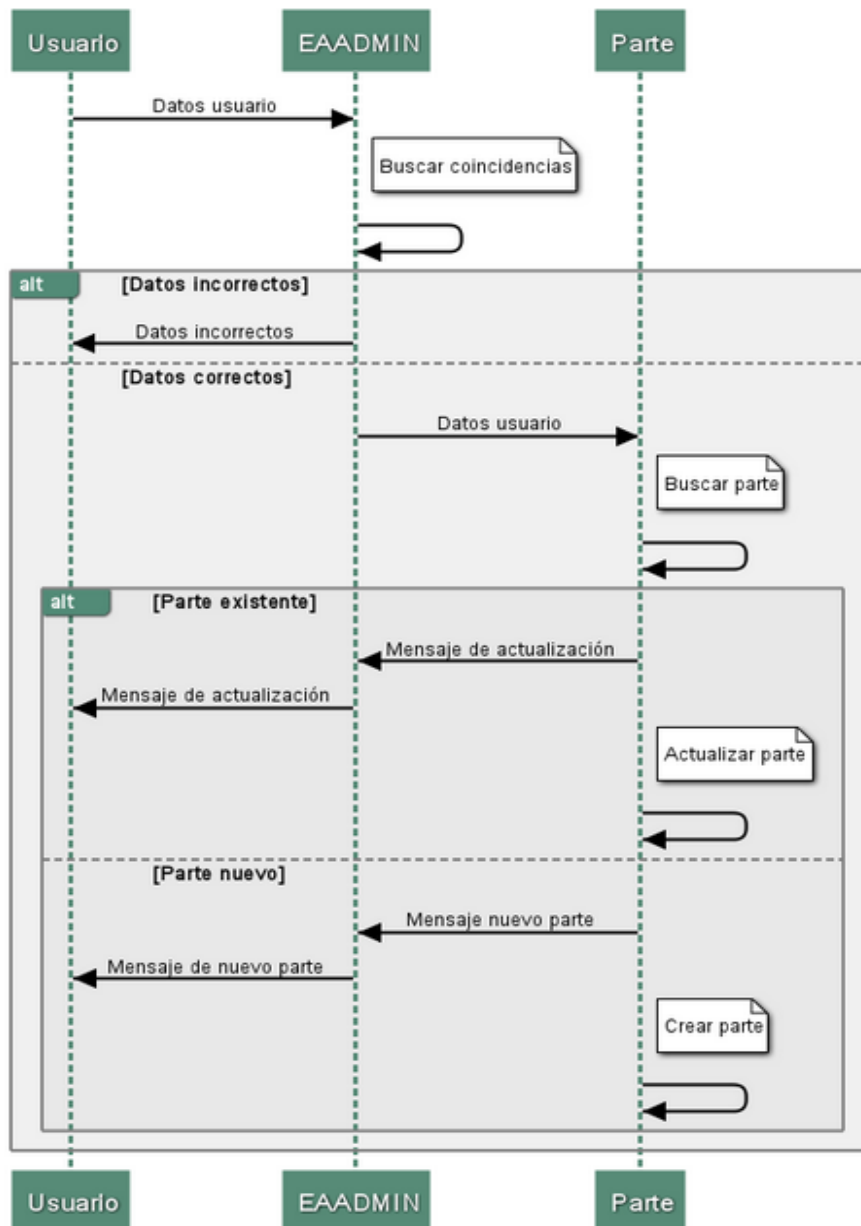 Usuario
EAADMIN
Parte
Datos usuario
Buscar coincidencias
alt
[Datos incorrectos]
Datos incorrectos
[Datos correctos]
Datos usuario
Buscar parte
alt
[Parte existente]
Mensaje de actualización
Mensaje de actualización
Actualizar parte
[Parte nuevo]
Mensaje nuevo parte
Mensaje de nuevo parte
Crear parte
Usuario
EAADMIN
Parte